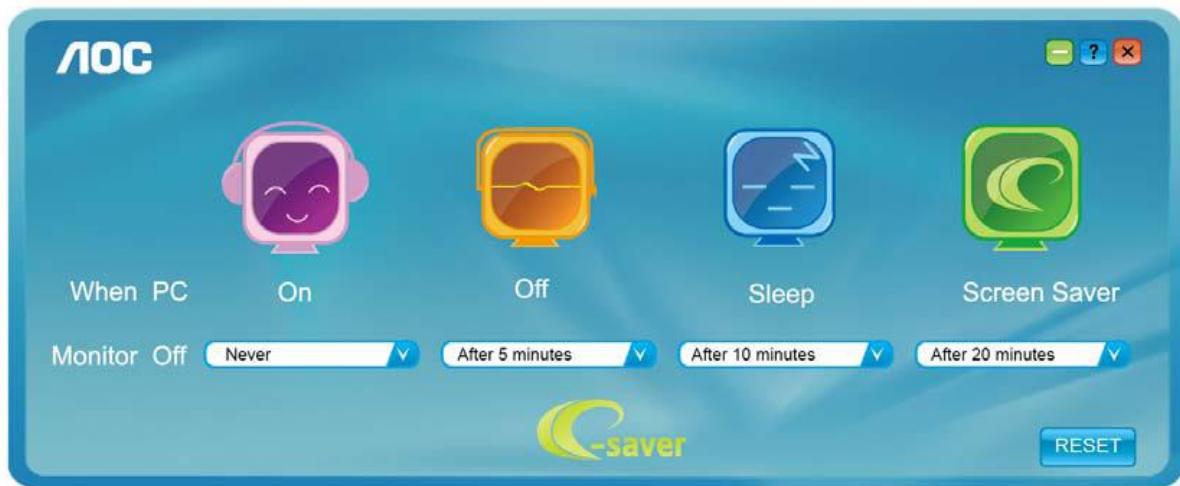 AOC
?
When PC On Off Sleep Screen Saver
Monitor Off Never After 5 minutes After 10 minutes After 20 minutes
e-saver
RESET